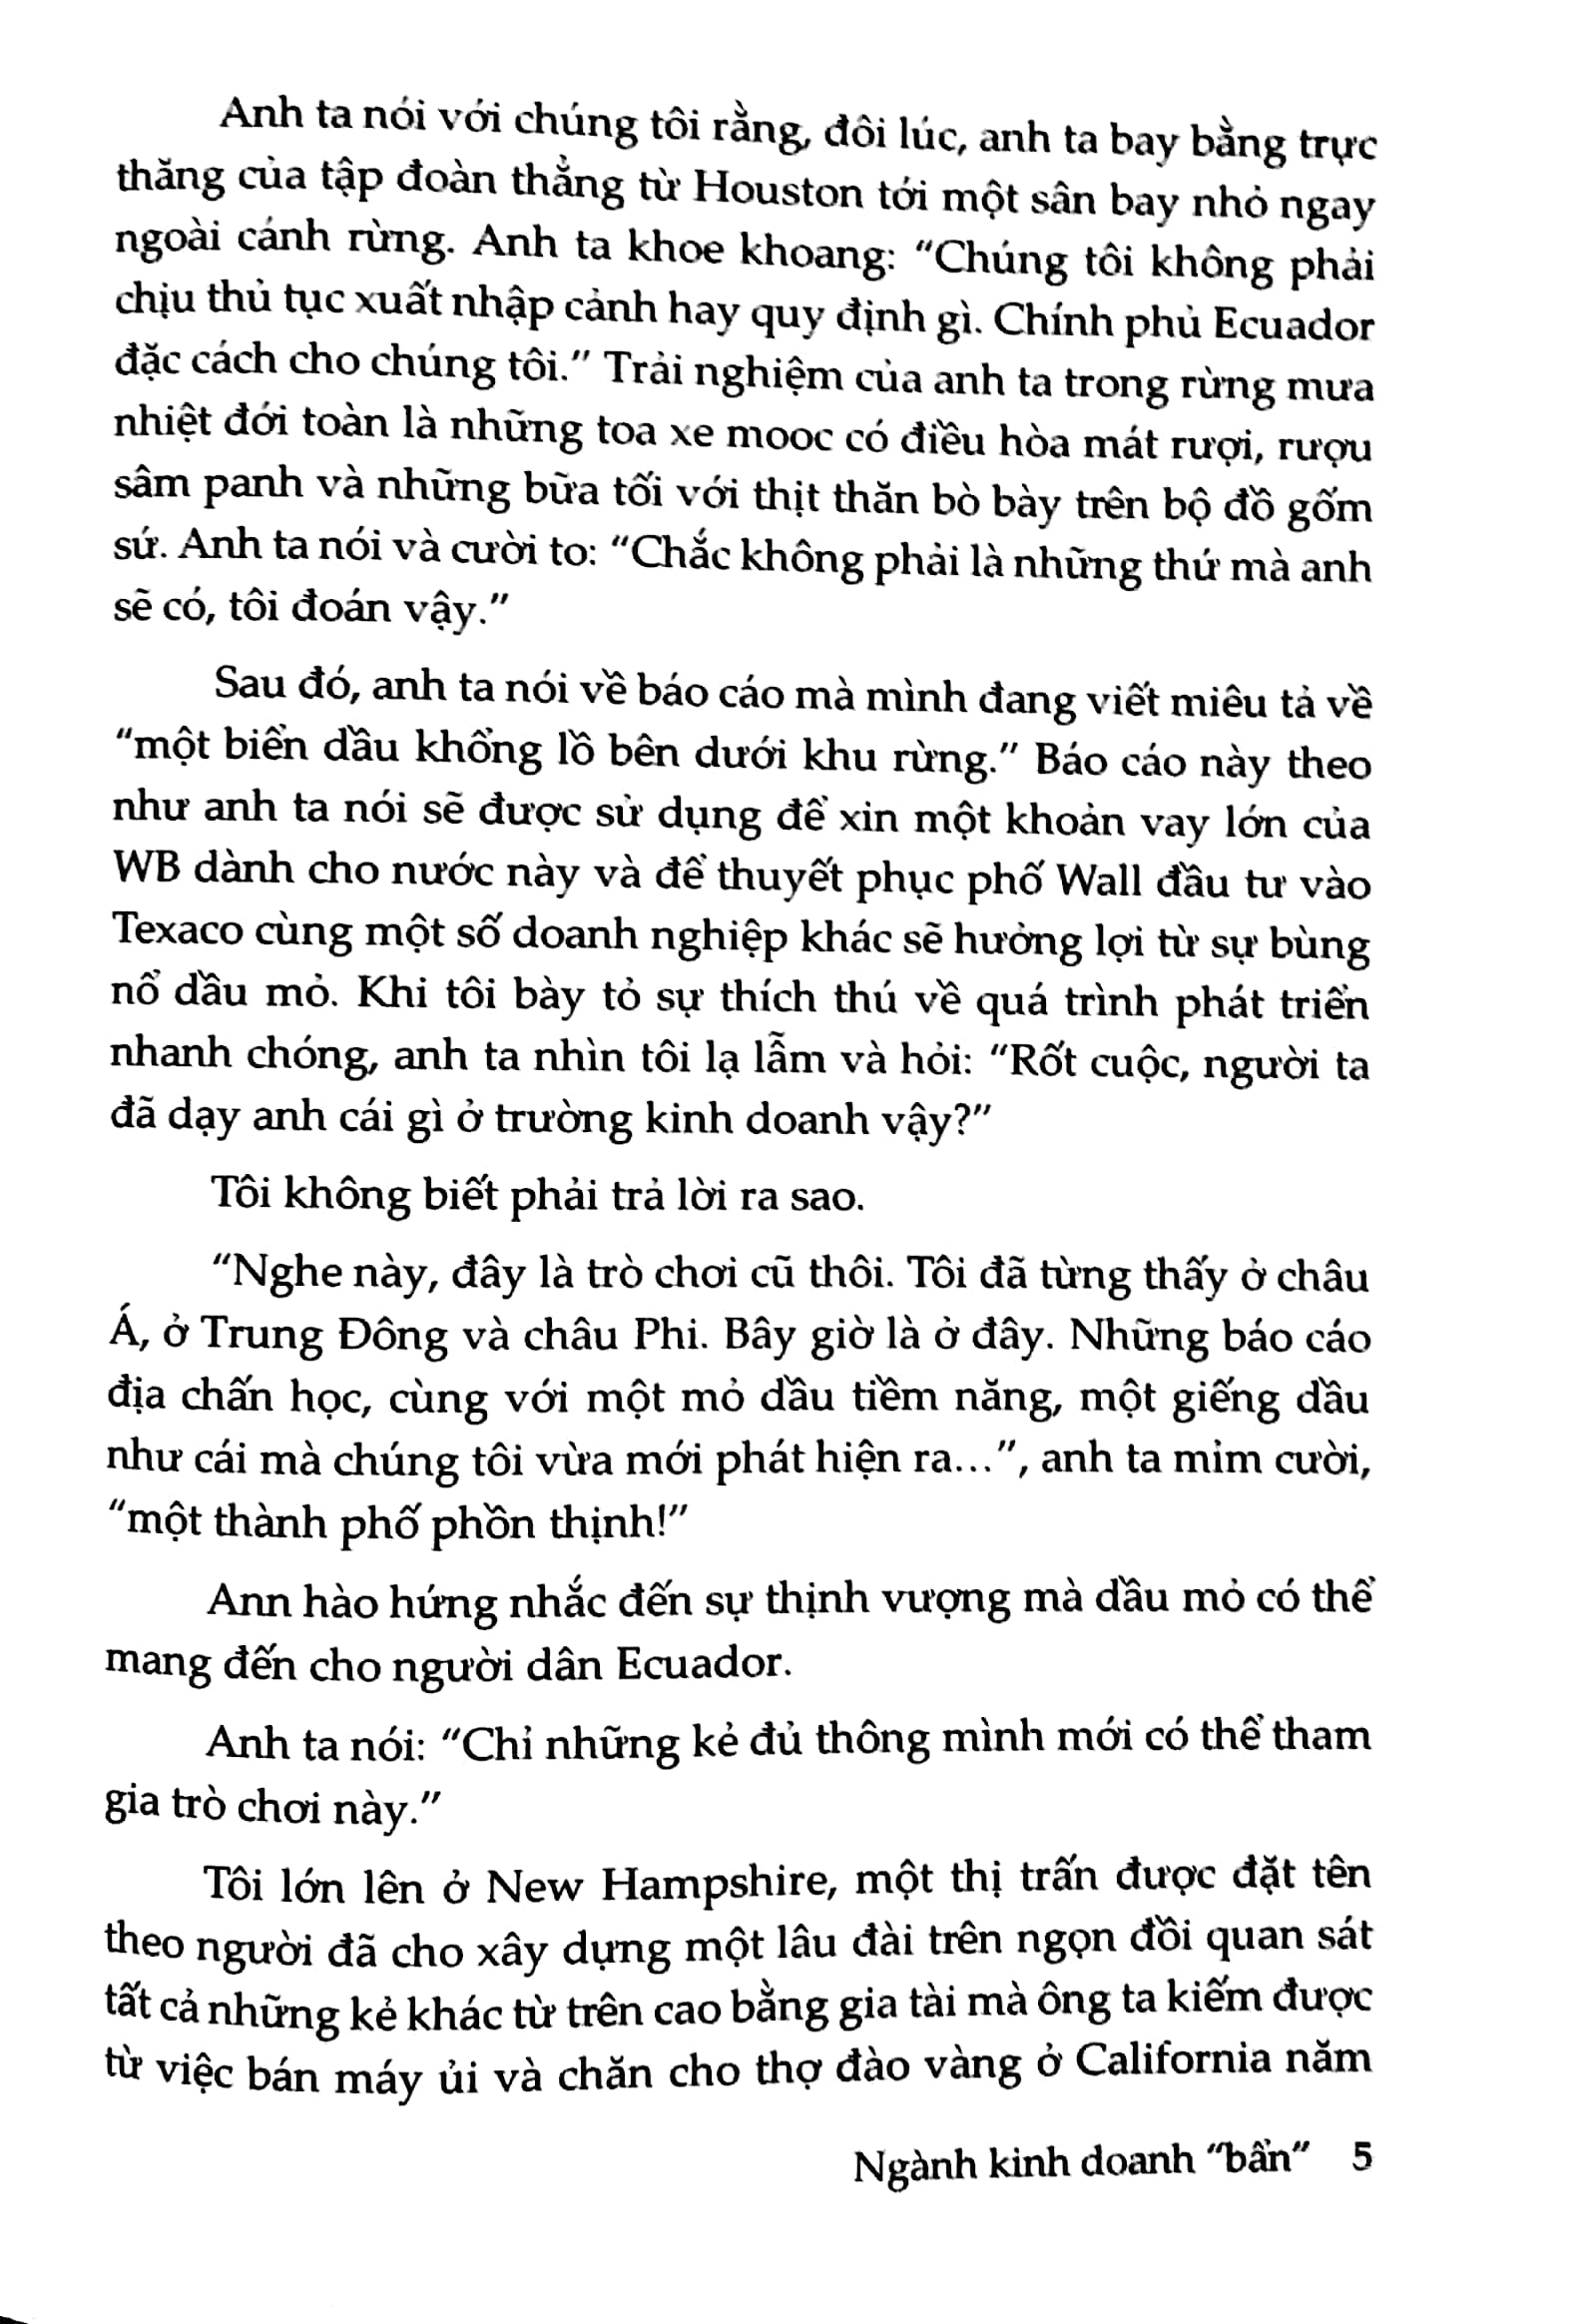 Anh ta nói với chúng tôi rằng, đôi lúc, anh ta bay bằng trực
thăng của tập đoàn thẳng từ Houston tới một sân bay nhỏ ngay
ngoài cánh rừng. Anh ta khoe khoang: “Chúng tôi không phải
chịu thủ tục xuất nhập cảnh hay quy định gì. Chính phủ Ecuador
đặc cách cho chúng tôi.” Trải nghiệm của anh ta trong rừng mưa
nhiệt đới toàn là những toa xe mooc có điều hòa mát rượi, rượu
sâm panh và những bữa tối với thịt thăn bò bày trên bộ đồ gốm
sứ. Anh ta nói và cười to: “Chắc không phải là những thứ mà anh
sẽ có, tôi đoán vậy.”
Sau đó, anh ta nói về báo cáo mà mình đang viết miêu tả về
“một biển dầu khổng lồ bên dưới khu rừng.” Báo cáo này theo
như anh ta nói sẽ được sử dụng để xin một khoản vay lớn của
WB dành cho nước này và để thuyết phục phố Wall đầu tư vào
Texaco cùng một số doanh nghiệp khác sẽ hưởng lợi từ sự bùng
nổ dầu mỏ. Khi tôi bày tỏ sự thích thú về quá trình phát triển
nhanh chóng, anh ta nhìn tôi lạ lẫm và hỏi: “Rốt cuộc, người ta
đã dạy anh cái gì ở trường kinh doanh vậy?”
Tôi không biết phải trả lời ra sao.
“Nghe này, đây là trò chơi cũ thôi. Tôi đã từng thấy ở châu
Á, ở Trung Đông và châu Phi. Bây giờ là ở đây. Những báo cáo
địa chấn học, cùng với một mỏ dầu tiềm năng, một giếng dầu
như cái mà chúng tôi vừa mới phát hiện ra...”, anh ta mỉm cười,
“một thành phố phồn thịnh!”
Ann hào hứng nhắc đến sự thịnh vượng mà dầu mỏ có thể
mang đến cho người dân Ecuador.
Anh ta nói: “Chỉ những kẻ đủ thông mình mới có thể tham
gia trò chơi này.”
Tôi lớn lên ở New Hampshire, một thị trấn được đặt tên
theo người đã cho xây dựng một lâu đài trên ngọn đồi quan sát
tất cả những kẻ khác từ trên cao bằng gia tài mà ông ta kiếm được
từ việc bán máy ủi và chăn cho thợ đào vàng ở California năm
Ngành kinh doanh “bẩn” 5